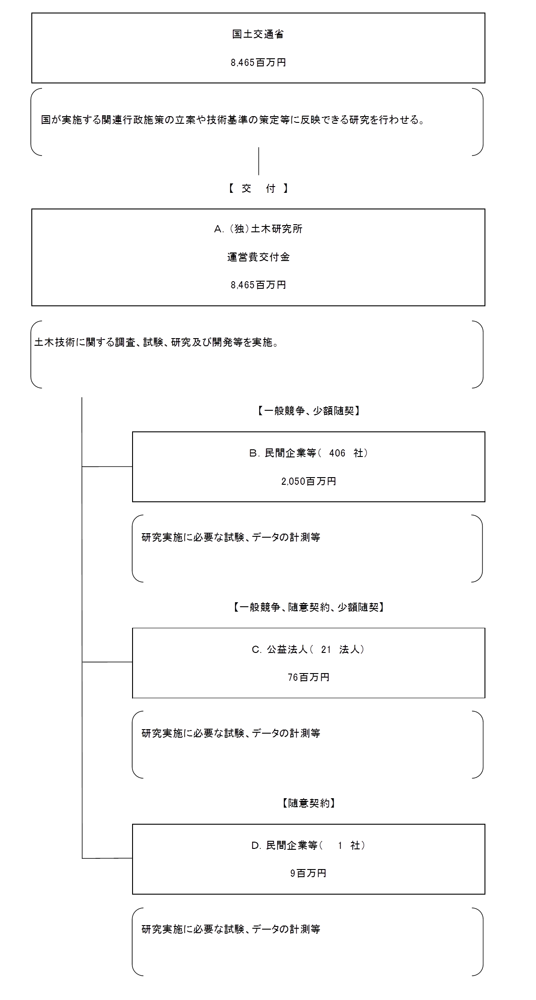 国土交通省
8,465百万円
国が実施する関連行政施策の立案や技術基準の策定等に反映できる研究を行わせる。
【　交　付　】
A．（独）土木研究所
運営費交付金
8,465百万円
土木技術に関する調査、試験、研究及び開発等を実施。
【一般競争、少額随契】
B．民間企業等（　406　社）
2,050百万円
研究実施に必要な試験、データの計測等
【一般競争、随意契約、少額随契】
C．公益法人（　21　法人）
76百万円
研究実施に必要な試験、データの計測等
【随意契約】
D．民間企業等（　1　社）
9百万円
研究実施に必要な試験、データの計測等